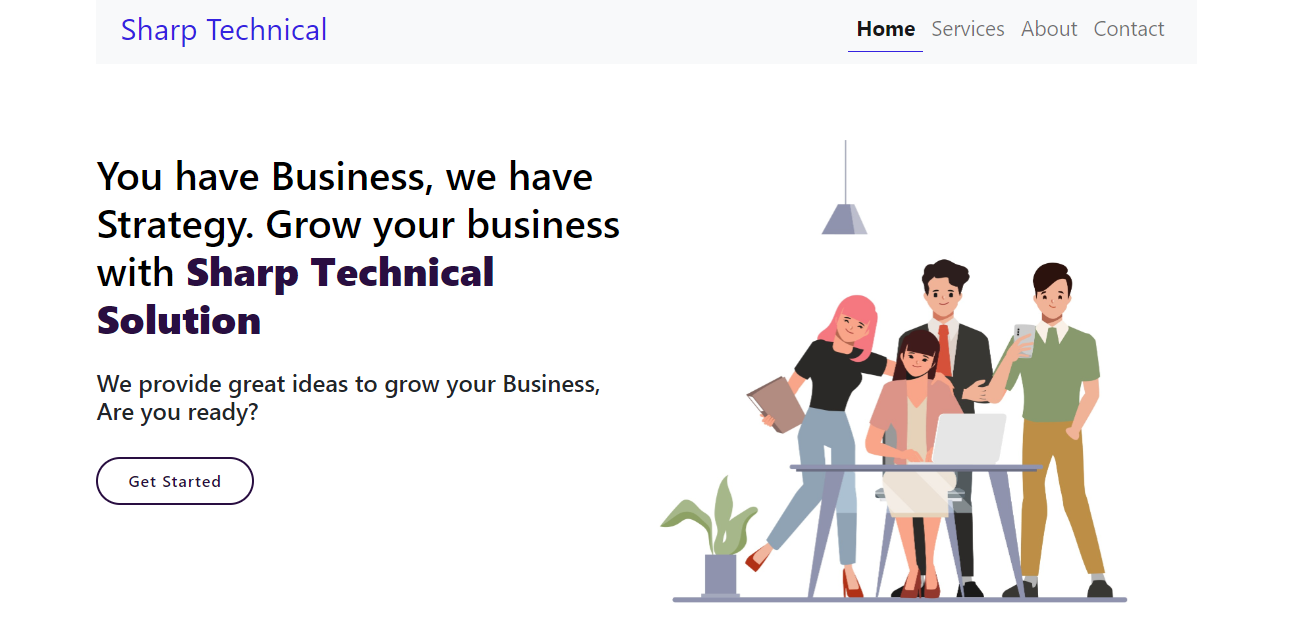 Sharp Technical
Home Services About Contact
You have Business, we have
Strategy. Grow your business
with Sharp Technical
Solution
We provide great ideas to grow your Business,
Are you ready?
Get Started